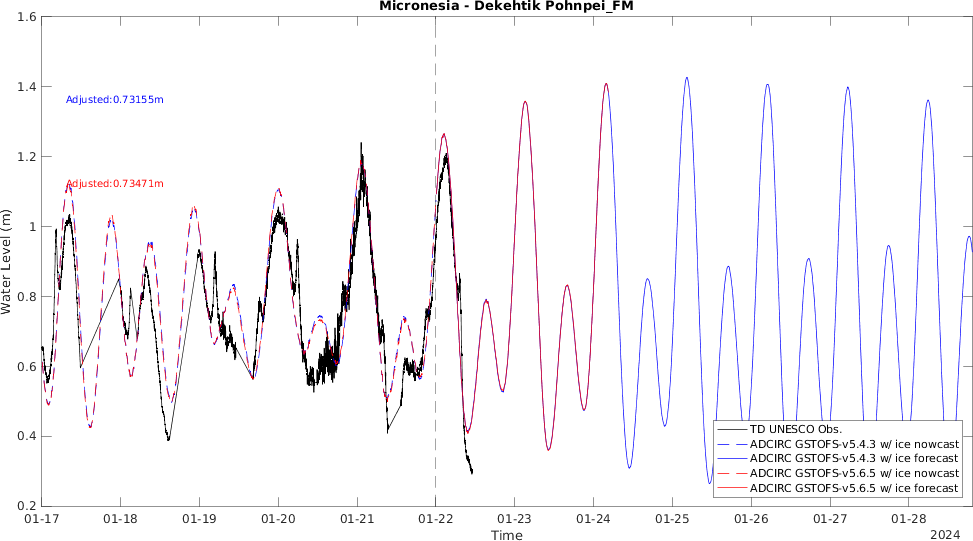 Micronesia - Dekehtik Pohnpei_FM
1.6
1.4
1.2
1
0.8
0.6
0.4
0.2
Water Level (m)
Adjusted:0.73155m
Adjusted:0.73471m
TD UNESCO Obs.
ADCIRC GSTOFS-v5.4.3 w/ ice nowcast
ADCIRC GSTOFS-v5.4.3 w/ ice forecast
ADCIRC GSTOFS-v5.6.5 w/ ice nowcast
ADCIRC GSTOFS-v5.6.5 w/ ice forecast
01-17 01-18 01-19 01-20 01-21 01-22 01-23 01-24 01-25 01-26 01-27 01-28
Time
2024